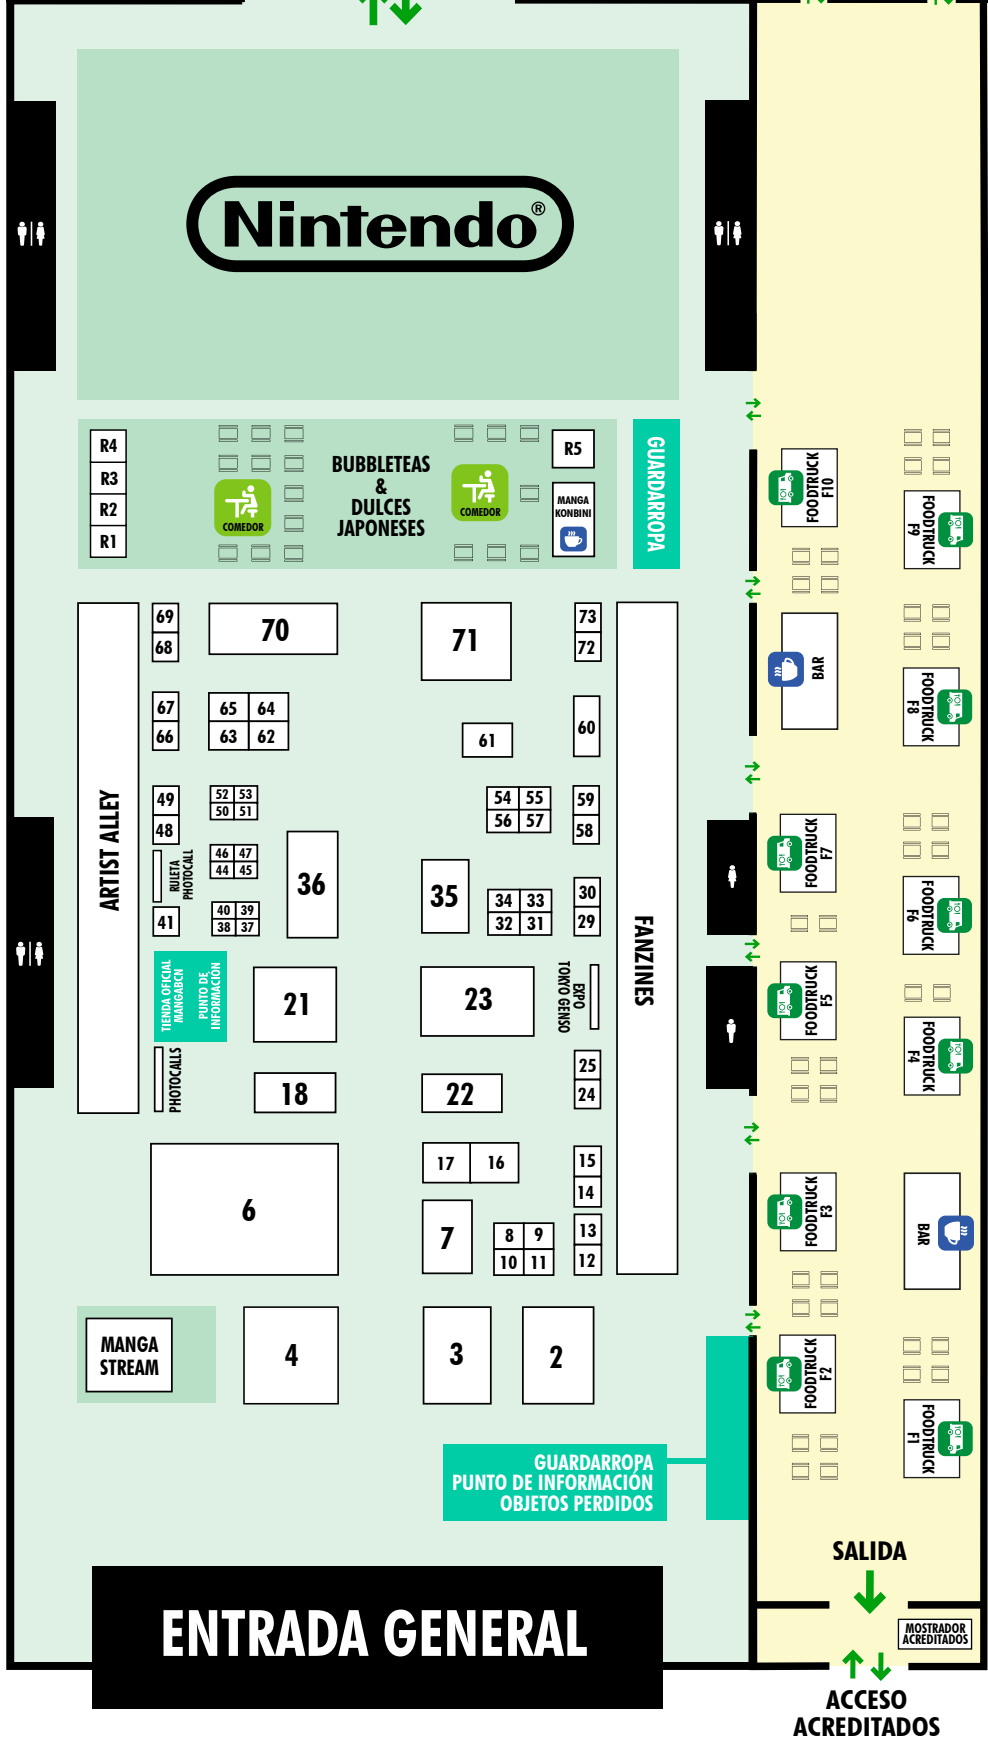 Nintendo®
R4
R3
R2
R1
COMEDOR
BUBBLETEAS
&
DULCES
JAPONESES
COMEDOR
R5
MANGA
KONBINI
GUARDARROPA
FOODTRUCK
F10
FOODTRUCK
F9
ARTIST ALLEY
69
68
70
71
73
72
FANZINES
BAR
FOODTRUCK
F8
67
66
65
64
63
62
61
60
49
48
52
53
50
51
54
55
56
57
59
58
FOODTRUCK
F7
RULETA
PHOTOCALL
46
47
44
45
36
35
34
33
32
31
30
29
FOODTRUCK
F6
41
40
39
38
37
TIENDA OFICIAL
MANGABCN
PUNTO DE
INFORMACIÓN
21
23
EXPO
TOKYO GENSO
FOODTRUCK
F5
FOODTRUCK
F4
PHOTOCALLS
18
22
25
24
6
17
16
15
14
7
8
9
10
11
13
12
FOODTRUCK
F3
BAR
MANGA
STREAM
4
3
2
FOODTRUCK
F2
FOODTRUCK
F1
GUARDARROPA
PUNTO DE INFORMACIÓN
OBJETOS PERDIDOS
SALIDA
ENTRADA GENERAL
MOSTRADOR
ACREDITADOS
ACCESO
ACREDITADOS